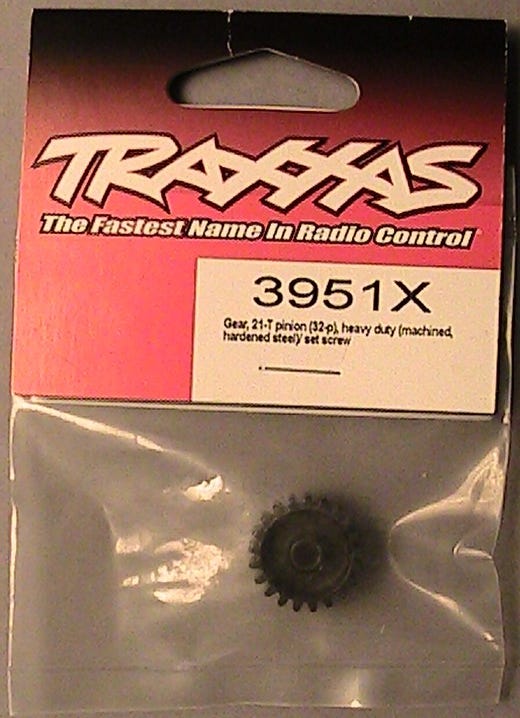 TRAXXAS
The Fastest Name In Radio Control
3951X
Gear, 21-T pinion (32-p), heavy duty (machined,
hardened steel)/ set screw